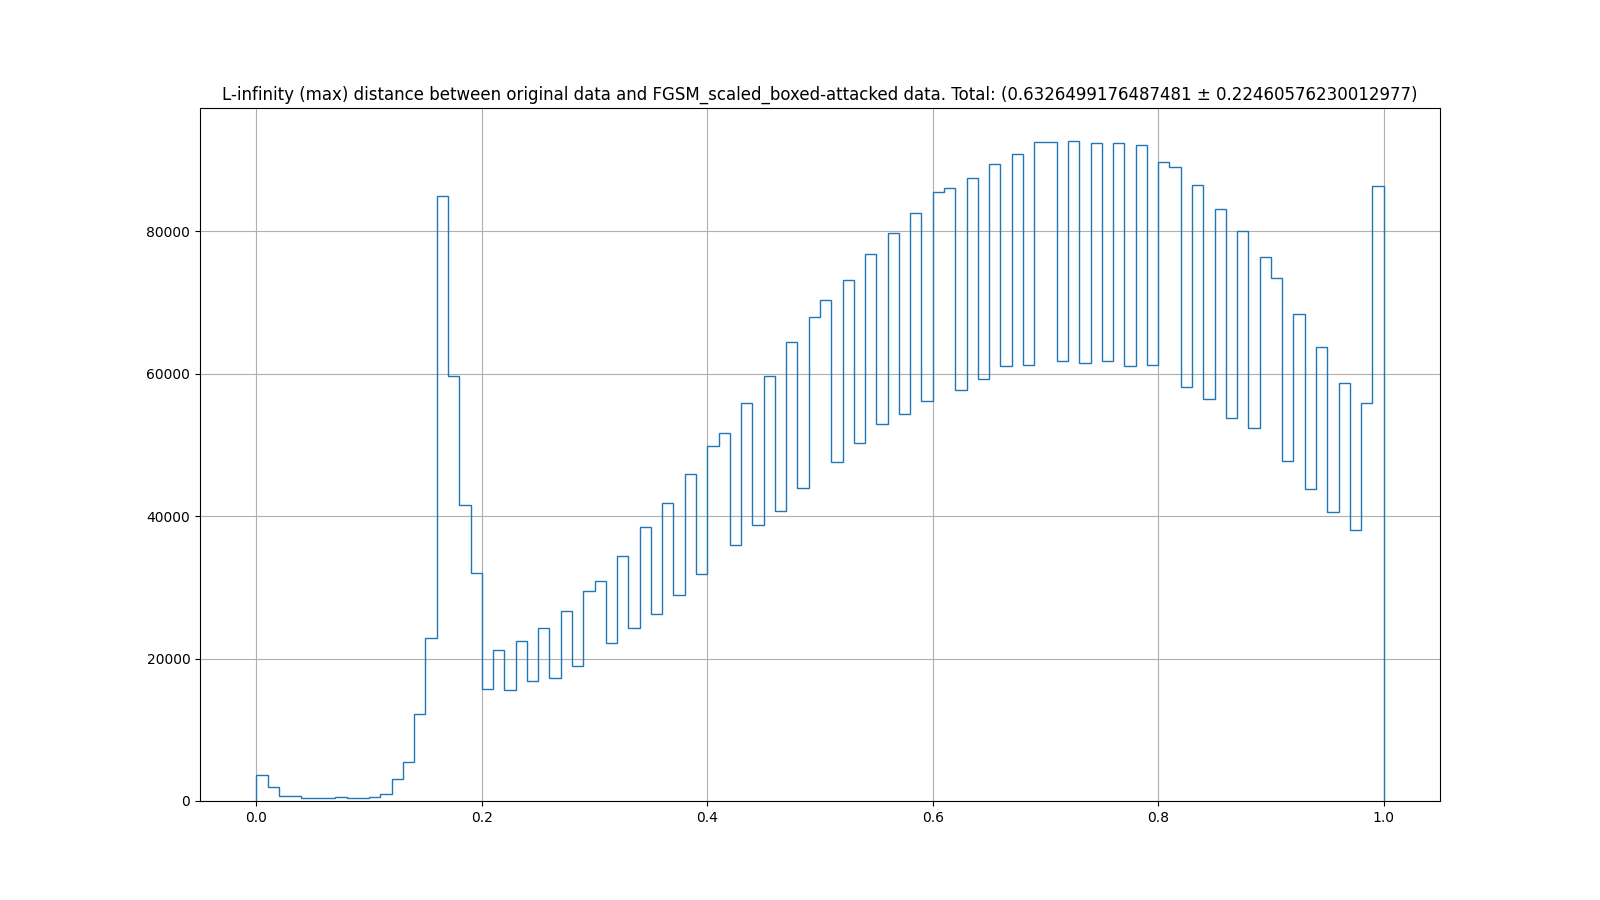 L-infinity (max) distance between original data and FGSM_scaled_boxed-attacked data. Total: (0.6326499176487481 ± 0.22460576230012977)
80000
60000
40000
20000
0
0.0 0.2 0.4 0.6 0.8 1.0